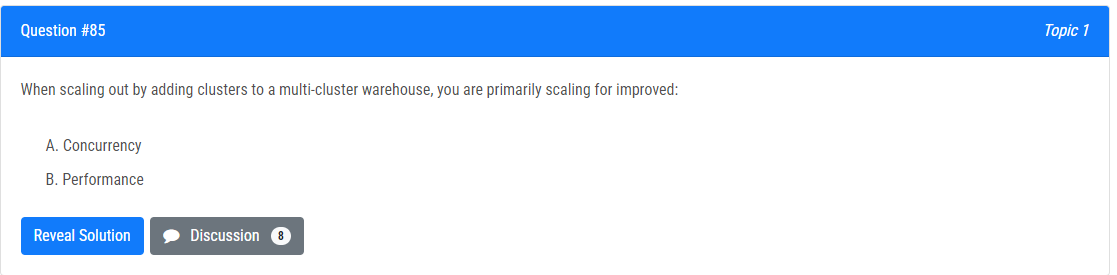 Question #85
Topic 1
When scaling out by adding clusters to a multi-cluster warehouse, you are primarily scaling for improved:
A. Concurrency
B. Performance
Reveal Solution
Discussion 8